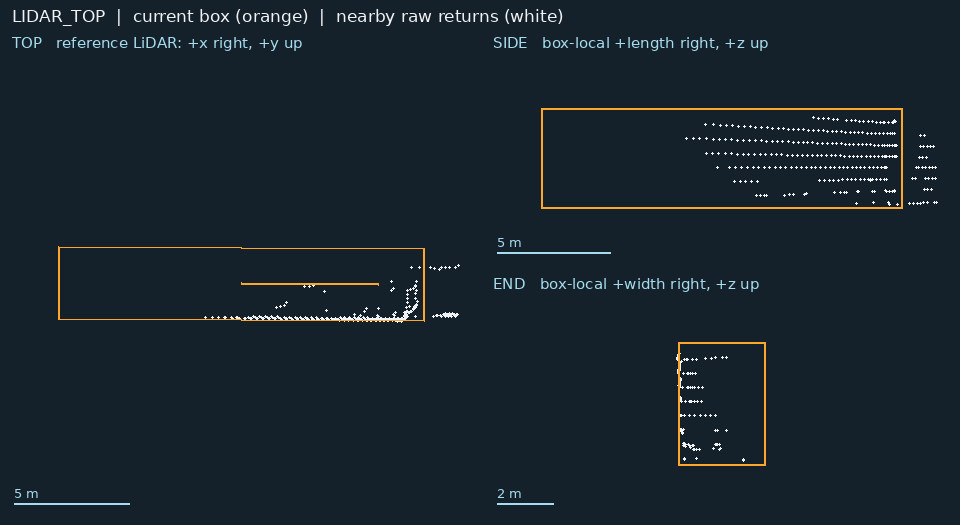 LIDAR_TOP | current box (orange) | nearby raw returns (white)
TOP reference LiDAR: +x right, +y up
SIDE box-local +length right, +z up
5 m
END box-local +width right, +z up
5 m
2 m